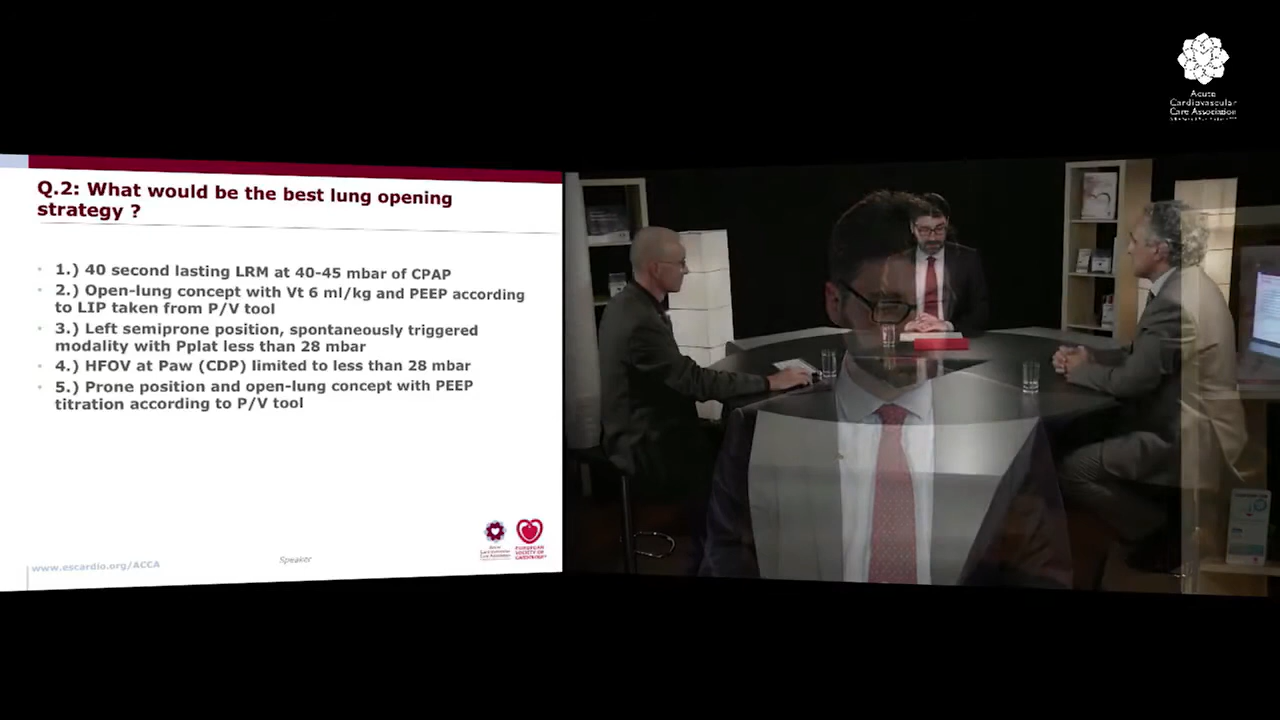 Acute
Cardiovascular
Care Association
Q.2: What would be the best lung opening
strategy ?
1.) 40 second lasting LRM at 40-45 mbar of CPAP
2.) Open-lung concept with Vt 6 ml/kg and PEEP according
to LIP taken from P/V tool
3.) Left semiprone position, spontaneously triggered
modality with Pplat less than 28 mbar
4.) HFOV at Paw (CDP) limited to less than 28 mbar
5.) Prone position and open-lung concept with PEEP
titration according to P/V tool
www.escardio.org/ACCA
Speaker
EUROPEAN
SOCIETY OF
CARDIOLOGY